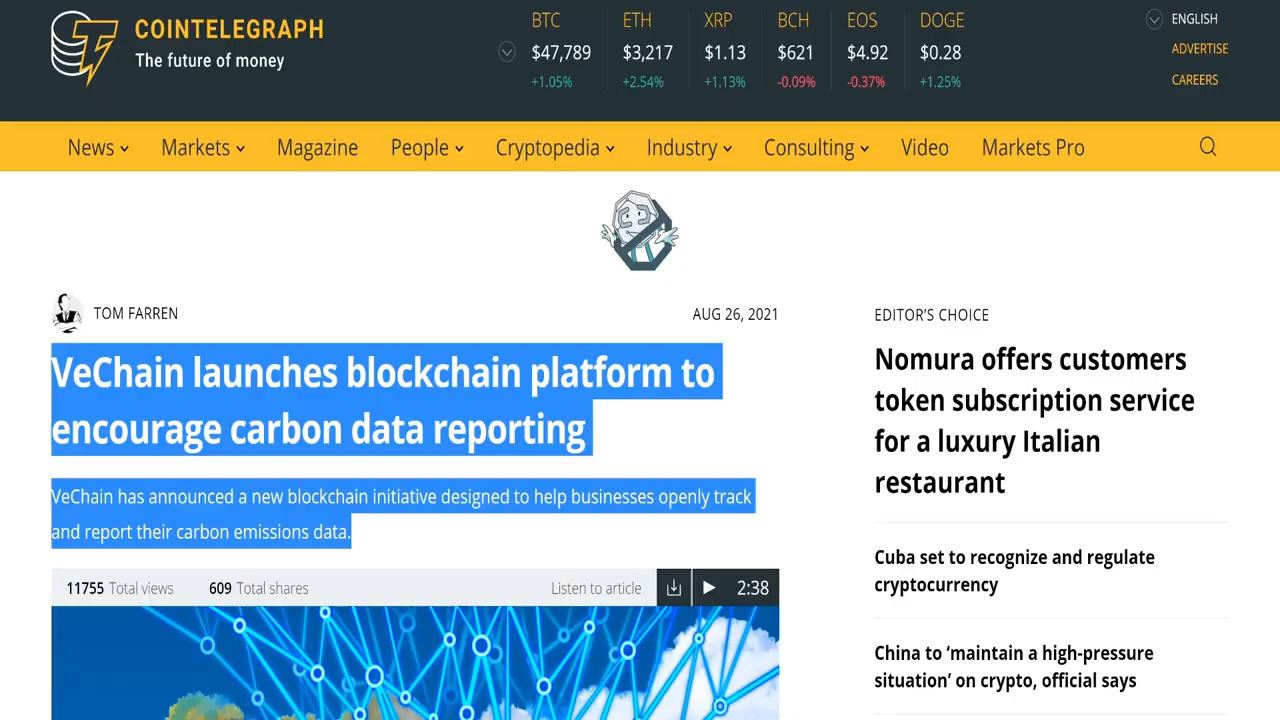 COINTELEGRAPH
The future of money
BTC ETH XRP BCH EOS DOGE
$47,789 $3,217 $1.13 $621 $4.92 $0.28
+1.05% +2.54% +1.13% -0.09% -0.37% +1.25%
ENGLISH
ADVERTISE
CAREERS
News Markets Magazine People Cryptopedia Industry Consulting Video Markets Pro
TOM FARREN
AUG 26, 2021
VeChain launches blockchain platform to
encourage carbon data reporting
VeChain has announced a new blockchain initiative designed to help businesses openly track
and report their carbon emissions data.
11755 Total views 609 Total shares Listen to article 2:38
EDITOR'S CHOICE
Nomura offers customers
token subscription service
for a luxury Italian
restaurant
Cuba set to recognize and regulate
cryptocurrency
China to ‘maintain a high-pressure
situation’ on crypto, official says